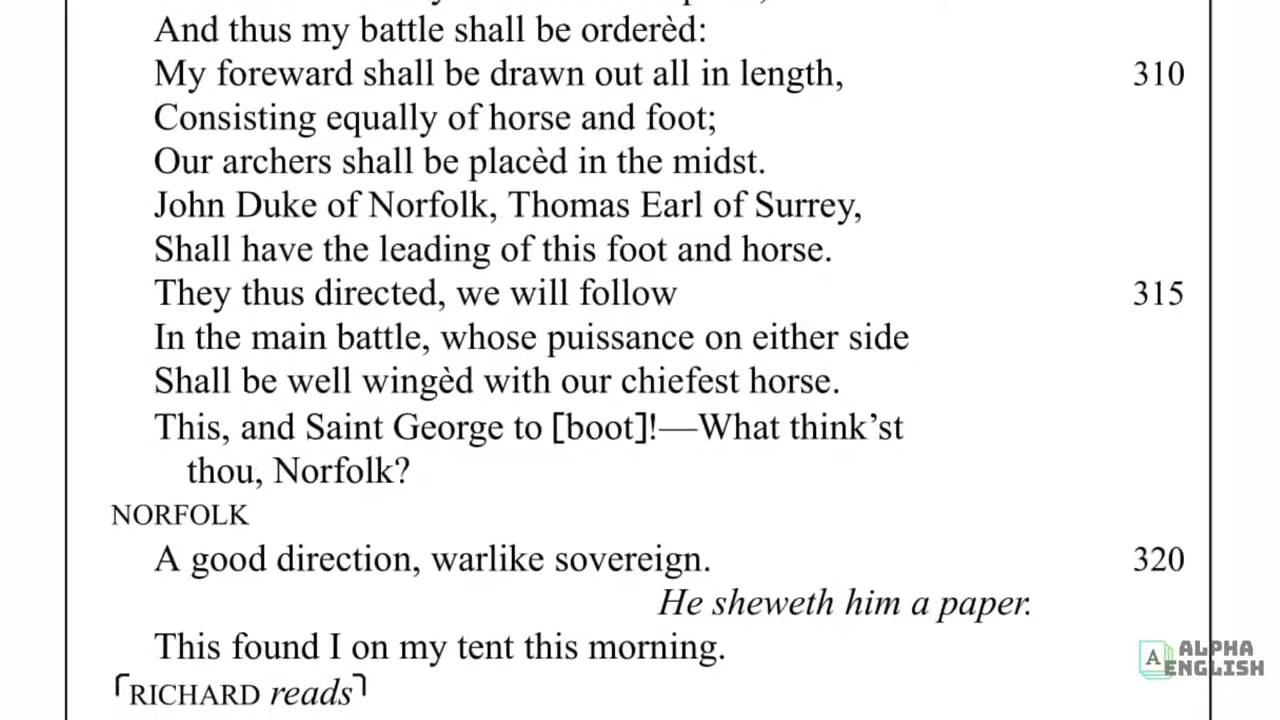 And thus my battle shall be orderèd:
My foreward shall be drawn out all in length, 310
Consisting equally of horse and foot;
Our archers shall be placèd in the midst.
John Duke of Norfolk, Thomas Earl of Surrey,
Shall have the leading of this foot and horse.
They thus directed, we will follow 315
In the main battle, whose puissance on either side
Shall be well wingèd with our chiefest horse.
This, and Saint George to [boot]!—What think’st
thou, Norfolk?
NORFOLK
A good direction, warlike sovereign. 320
He sheweth him a paper.
This found I on my tent this morning.
⌜RICHARD reads⌝
A ALPHA
ENGLISH